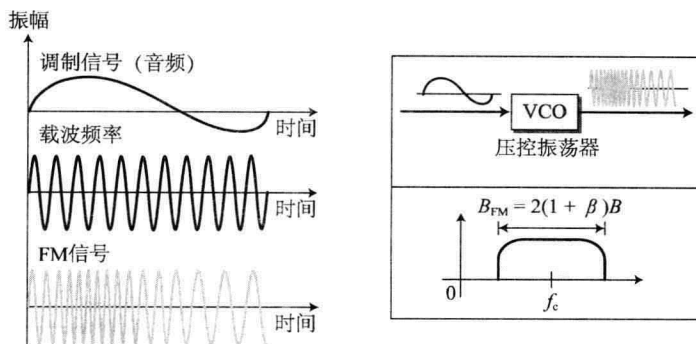 振幅
调制信号（音频）
时间
载波频率
时间
FM信号
时间
VCO
压控振荡器
B_FM = 2(1 + β)B
0
f_c